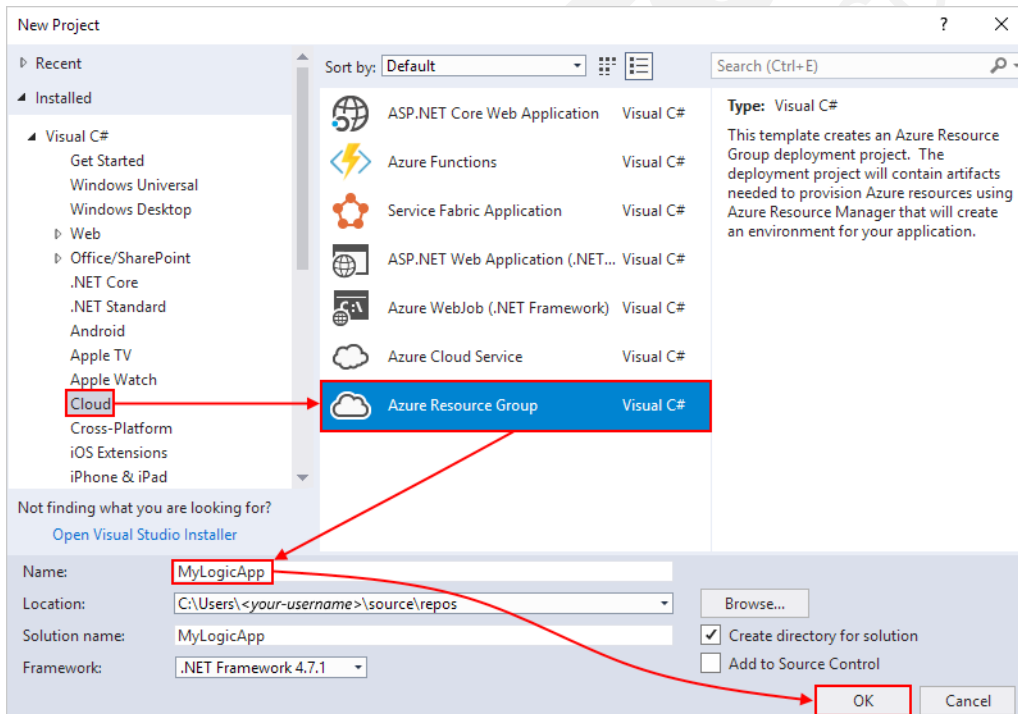 New Project
?
Recent
Installed
Visual C#
Get Started
Windows Universal
Windows Desktop
Web
Office/SharePoint
.NET Core
.NET Standard
Android
Apple TV
Apple Watch
Cloud
Cross-Platform
iOS Extensions
iPhone & iPad
Not finding what you are looking for?
Open Visual Studio Installer
Sort by: Default
ASP.NET Core Web Application Visual C#
Azure Functions Visual C#
Service Fabric Application Visual C#
ASP.NET Web Application (.NET... Visual C#
Azure WebJob (.NET Framework) Visual C#
Azure Cloud Service Visual C#
Azure Resource Group Visual C#
Search (Ctrl+E)
Type: Visual C#
This template creates an Azure Resource
Group deployment project. The
deployment project will contain artifacts
needed to provision Azure resources using
Azure Resource Manager that will create
an environment for your application.
Name: MyLogicApp
Location: C:\Users\<your-username>\source\repos Browse...
Solution name: MyLogicApp Create directory for solution
Framework: .NET Framework 4.7.1 Add to Source Control
OK Cancel